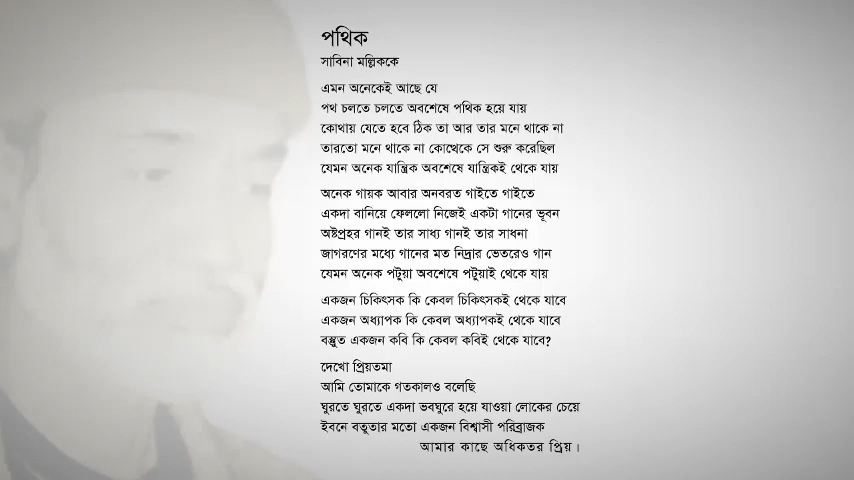 পথিক
সাবিনা মল্লিককে
এমন অনেকেই আছে যে
পথ চলতে চলতে অবশেষে পথিক হয়ে যায়
কোথায় যেতে হবে ঠিক তা আর তার মনে থাকে না
তারতো মনে থাকে না কোত্থেকে সে শুরু করেছিল
যেমন অনেক যান্ত্রিক অবশেষে যান্ত্রিকই থেকে যায়
অনেক গায়ক আবার অনবরত গাইতে গাইতে
একদা বানিয়ে ফেললো নিজেই একটা গানের ভূবন
অষ্টপ্রহর গানই তার সাধ্য গানই তার সাধনা
জাগরণের মধ্যে গানের মত নিদ্রার ভেতরেও গান
যেমন অনেক পটুয়া অবশেষে পটুয়াই থেকে যায়
একজন চিকিৎসক কি কেবল চিকিৎসকই থেকে যাবে
একজন অধ্যাপক কি কেবল অধ্যাপকই থেকে যাবে
বস্তুত একজন কবি কি কেবল কবিই থেকে যাবে?
দেখো প্রিয়তমা
আমি তোমাকে গতকালও বলেছি
ঘুরতে ঘুরতে একদা ভবঘুরে হয়ে যাওয়া লোকের চেয়ে
ইবনে বতুতার মতো একজন বিশ্বাসী পরিব্রাজক
আমার কাছে অধিকতর প্রিয়।